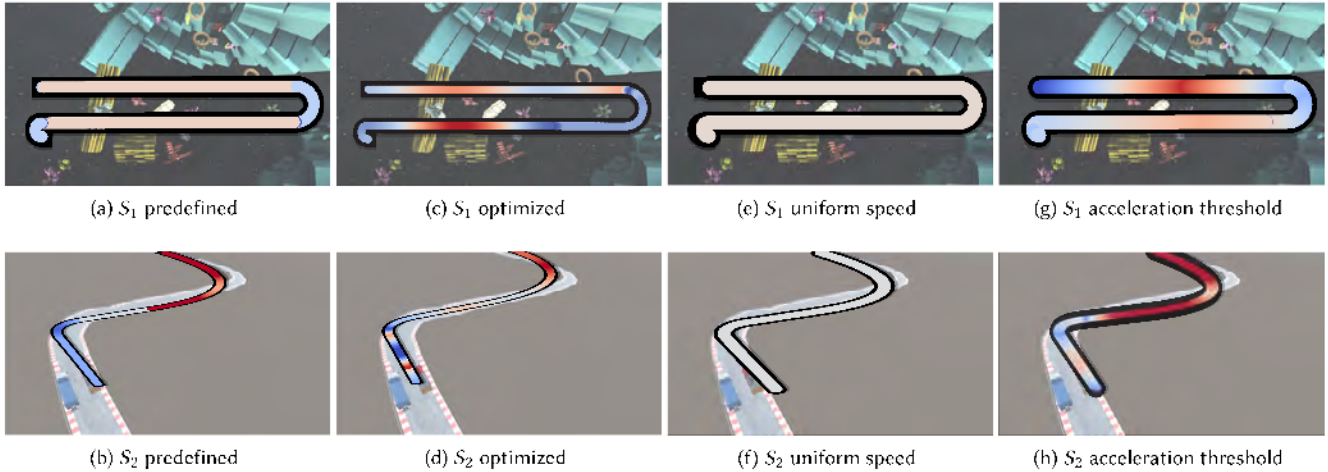 (a) S₁ predefined
(c) S₁ optimized
(e) S₁ uniform speed
(g) S₁ acceleration threshold
(b) S₂ predefined
(d) S₂ optimized
(f) S₂ uniform speed
(h) S₂ acceleration threshold